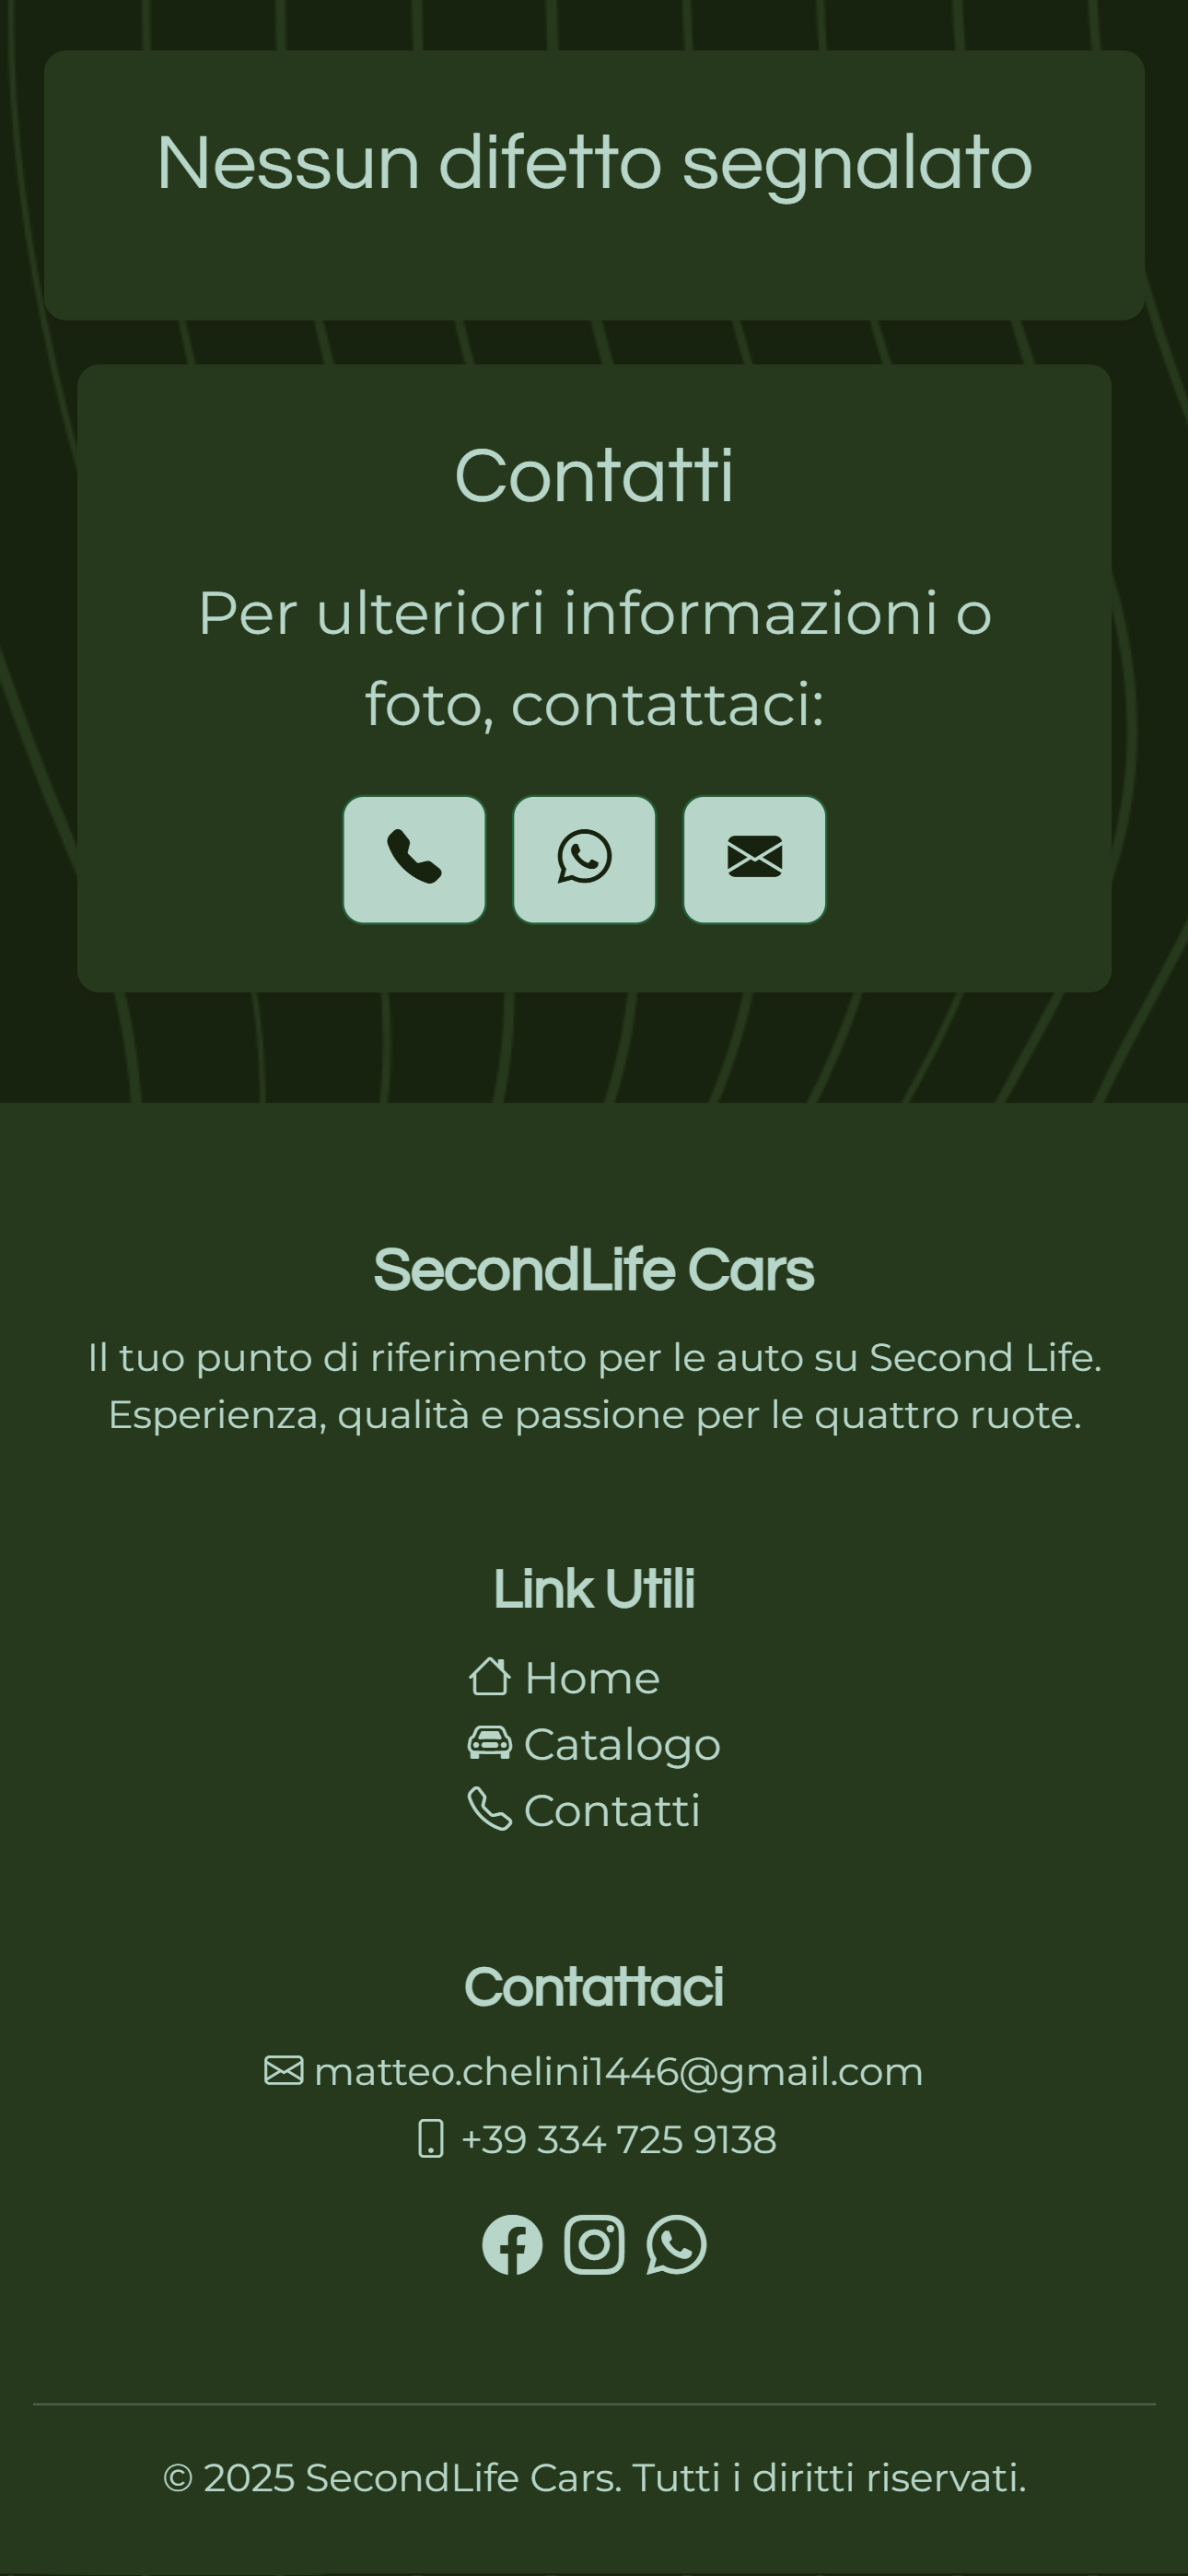 Nessun difetto segnalato
Contatti
Per ulteriori informazioni o
foto, contattaci:
SecondLife Cars
Il tuo punto di riferimento per le auto su Second Life.
Esperienza, qualità e passione per le quattro ruote.
Link Utili
Home
Catalogo
Contatti
Contattaci
matteo.chelini1446@gmail.com
+39 334 725 9138
© 2025 SecondLife Cars. Tutti i diritti riservati.